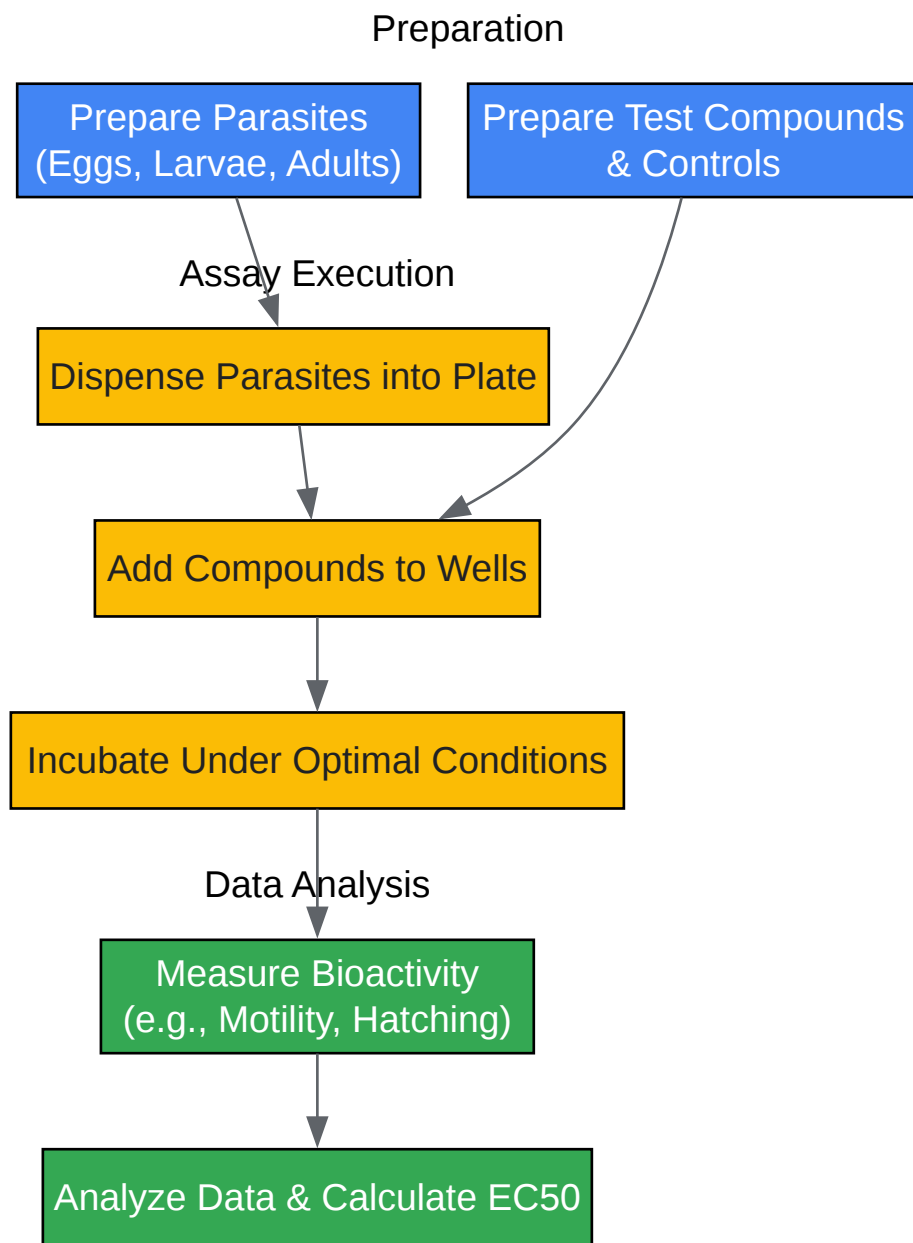 Preparation
Prepare Parasites
(Eggs, Larvae, Adults)
Prepare Test Compounds
& Controls
Assay Execution
Dispense Parasites into Plate
Add Compounds to Wells
Incubate Under Optimal Conditions
Data Analysis
Measure Bioactivity
(e.g., Motility, Hatching)
Analyze Data & Calculate EC50